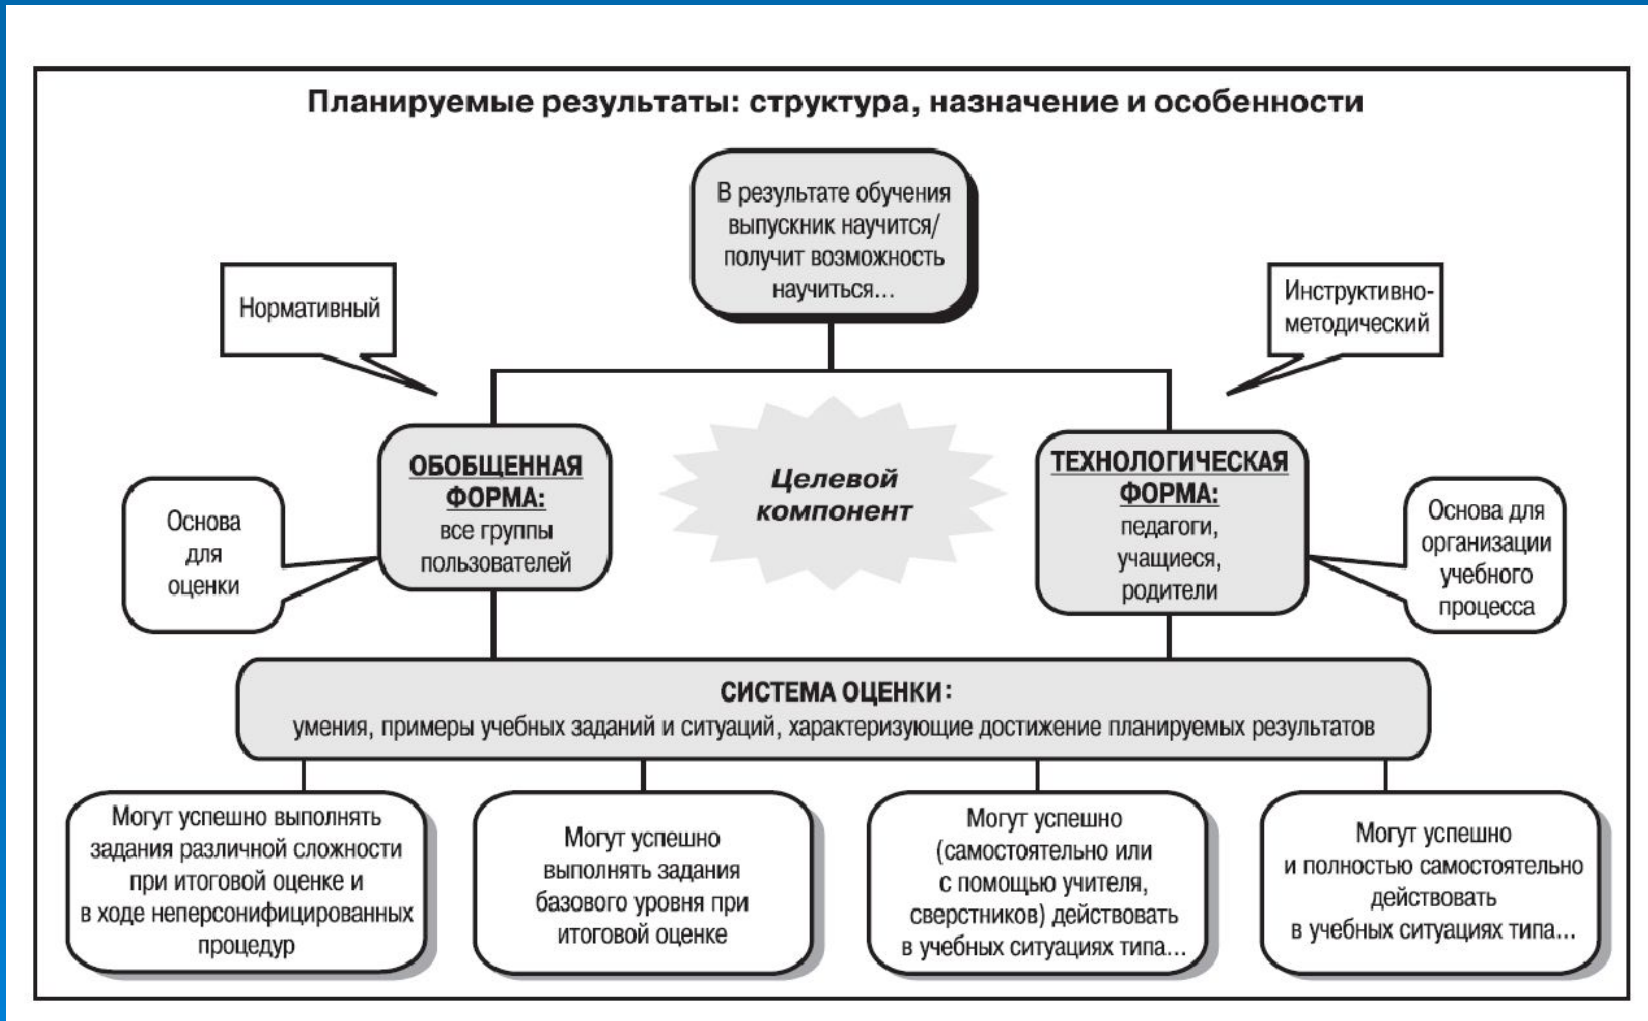 Планируемые результаты: структура, назначение и особенности
В результате обучения
выпускник научится/
получит возможность
научиться...
Нормативный
Инструктивно-
методический
ОБОБЩЕННАЯ
ФОРМА:
все группы
пользователей
Целевой
компонент
ТЕХНОЛОГИЧЕСКАЯ
ФОРМА:
педагоги,
учащиеся,
родители
Основа
для
оценки
Основа для
организации
учебного
процесса
СИСТЕМА ОЦЕНКИ:
умения, примеры учебных заданий и ситуаций, характеризующие достижение планируемых результатов
Могут успешно выполнять
задания различной сложности
при итоговой оценке и
в ходе неперсонифицированных
процедур
Могут успешно
выполнять задания
базового уровня при
итоговой оценке
Могут успешно
(самостоятельно или
с помощью учителя,
сверстников) действовать
в учебных ситуациях типа...
Могут успешно
и полностью самостоятельно
действовать
в учебных ситуациях типа...